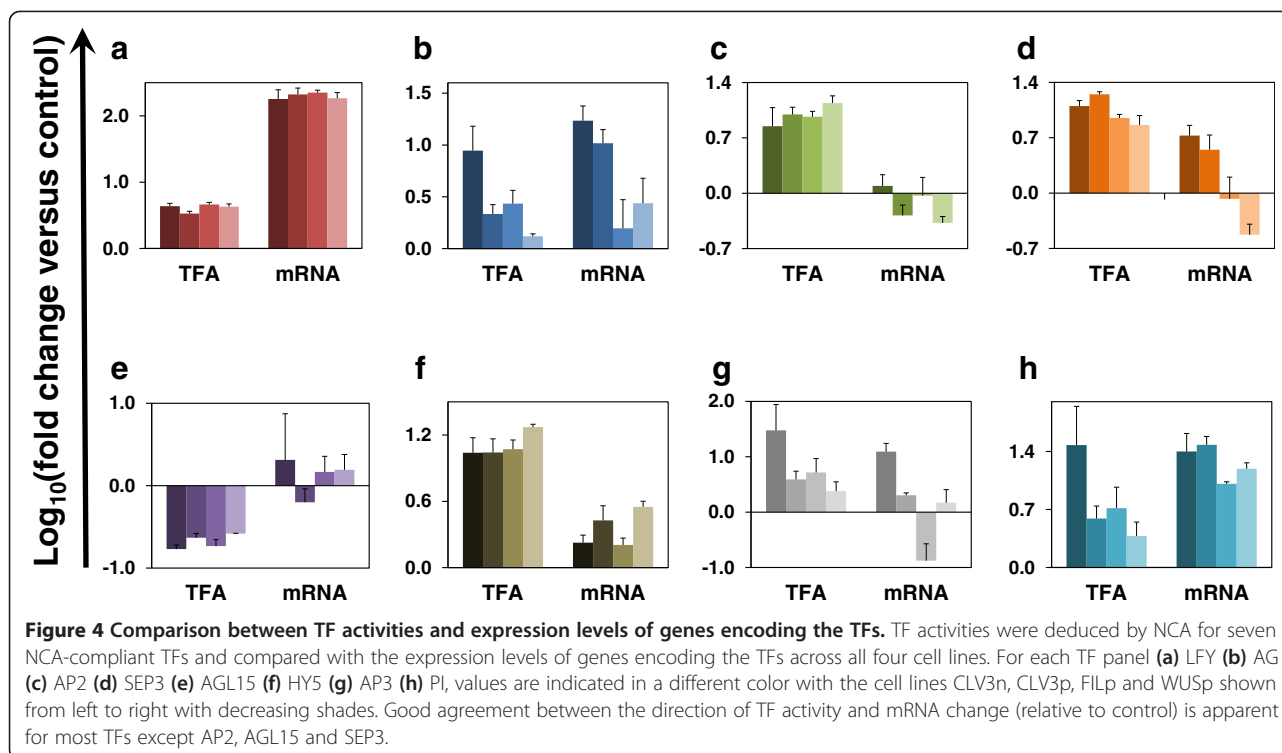 Log₁₀(fold change versus control)
a
2.0
1.0
0.0
TFA mRNA
b
1.5
1.0
0.5
0.0
TFA mRNA
c
1.4
0.7
0.0
-0.7
TFA mRNA
d
1.4
0.7
0.0
-0.7
TFA mRNA
e
1.0
0.0
-1.0
TFA mRNA
f
1.2
0.6
0.0
TFA mRNA
g
2.0
1.0
0.0
-1.0
TFA mRNA
h
1.4
0.7
0.0
TFA mRNA
Figure 4 Comparison between TF activities and expression levels of genes encoding the TFs. TF activities were deduced by NCA for seven
NCA-compliant TFs and compared with the expression levels of genes encoding the TFs across all four cell lines. For each TF panel (a) LFY (b) AG
(c) AP2 (d) SEP3 (e) AGL15 (f) HY5 (g) AP3 (h) PI, values are indicated in a different color with the cell lines CLV3n, CLV3p, FILp and WUSp shown
from left to right with decreasing shades. Good agreement between the direction of TF activity and mRNA change (relative to control) is apparent
for most TFs except AP2, AGL15 and SEP3.